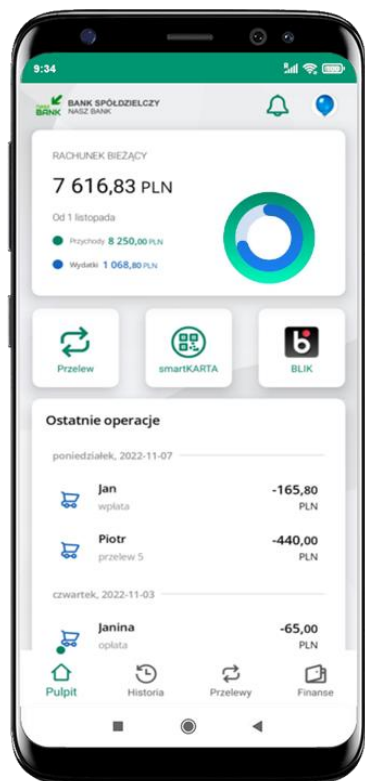 9:34
NASZ BANK
BANK SPÓŁDZIELCZY
NASZ BANK
RACHUNEK BIEŻĄCY
7 616,83 PLN
Od 1 listopada
Przychody 8 250,00 PLN
Wydatki 1 068,80 PLN
Przelew
smartKARTA
BLIK
Ostatnie operacje
poniedziałek, 2022-11-07
Jan -165,80
wpłata PLN
Piotr -440,00
przelew 5 PLN
czwartek, 2022-11-03
Janina -65,00
opłata PLN
Pulpit Historia Przelewy Finanse